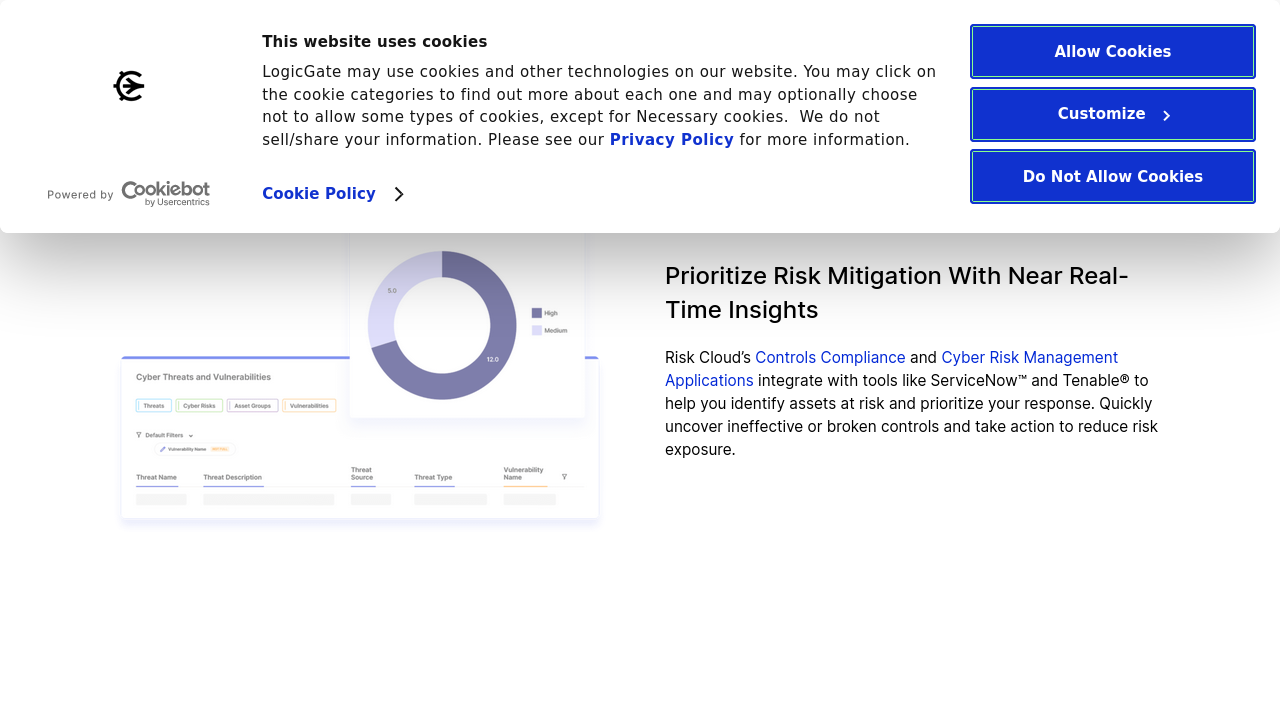 This website uses cookies
LogicGate may use cookies and other technologies on our website. You may click on
the cookie categories to find out more about each one and may optionally choose
not to allow some types of cookies, except for Necessary cookies.  We do not
sell/share your information. Please see our Privacy Policy for more information.
Cookie Policy
Powered by Cookiebot
by Usercentrics
Allow Cookies
Customize
Do Not Allow Cookies
5.0
12.0
High
Medium
Cyber Threats and Vulnerabilities
Threats Cyber Risks Asset Groups Vulnerabilities
Default Filters
Vulnerability Name
Threat Name Threat Description Threat Source Threat Type Vulnerability Name
Prioritize Risk Mitigation With Near Real-
Time Insights
Risk Cloud’s Controls Compliance and Cyber Risk Management
Applications integrate with tools like ServiceNow™ and Tenable® to
help you identify assets at risk and prioritize your response. Quickly
uncover ineffective or broken controls and take action to reduce risk
exposure.